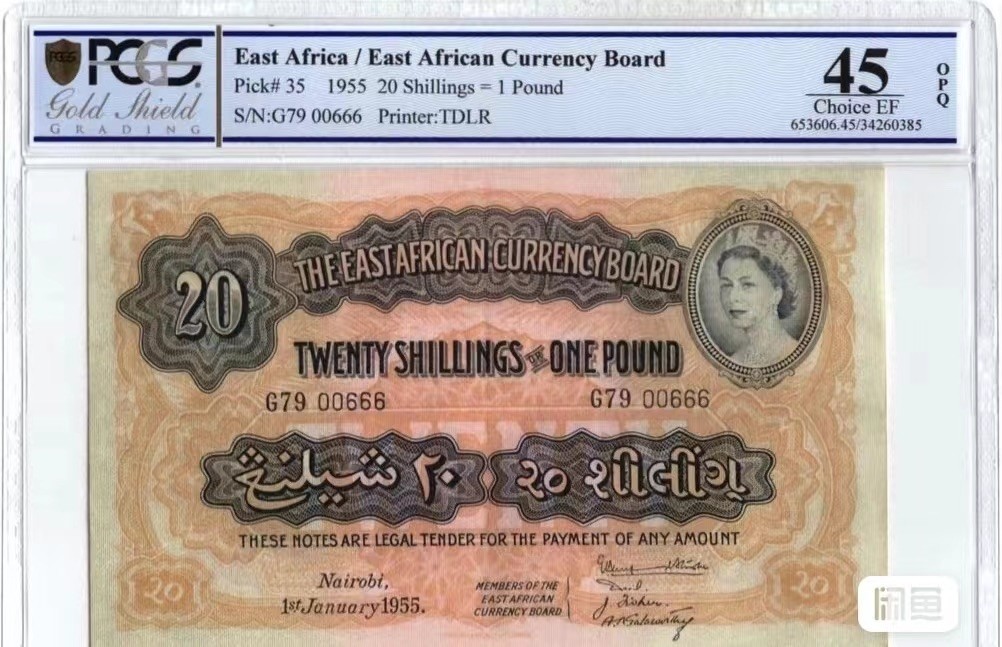 PCGS
Gold Shield
GRADING
East Africa / East African Currency Board
Pick# 35 1955 20 Shillings = 1 Pound
S/N:G79 00666 Printer:TDLR
45
Choice EF
653606.45/34260385
OPQ
20
THE EAST AFRICAN CURRENCY BOARD
TWENTY SHILLINGS OR ONE POUND
G79 00666
G79 00666
شيلنڠ ٢٠
૨૦ શીલીંગ
THESE NOTES ARE LEGAL TENDER FOR THE PAYMENT OF ANY AMOUNT
Nairobi,
1st January 1955.
MEMBERS OF THE
EAST AFRICAN
CURRENCY BOARD
20
20
闲鱼